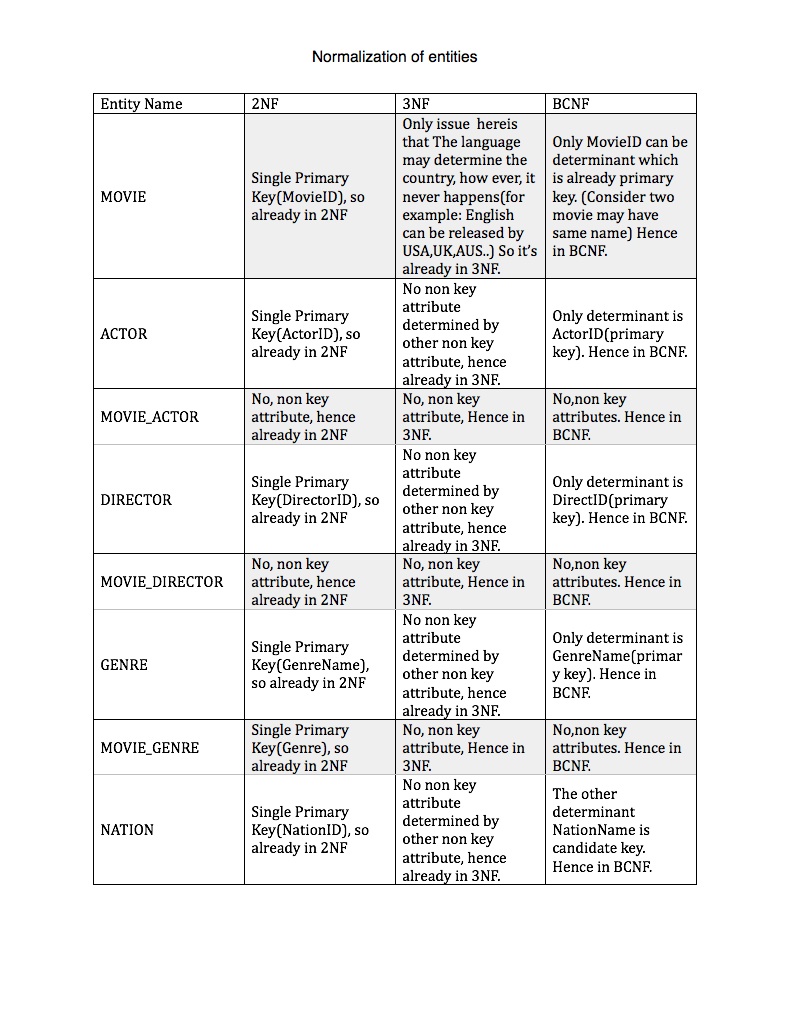 Normalization of entities
Entity Name
2NF
3NF
BCNF
MOVIE
Single Primary
Key(MovieID), so
already in 2NF
Only issue  hereis
that The language
may determine the
country, how ever, it
never happens(for
example: English
can be released by
USA,UK,AUS..) So it's
already in 3NF.
Only MovieID can be
determinant which
is already primary
key. (Consider two
movie may have
same name) Hence
in BCNF.
ACTOR
Single Primary
Key(ActorID), so
already in 2NF
No non key
attribute
determined by
other non key
attribute, hence
already in 3NF.
Only determinant is
ActorID(primary
key). Hence in BCNF.
MOVIE_ACTOR
No, non key
attribute, hence
already in 2NF
No, non key
attribute, Hence in
3NF.
No,non key
attributes. Hence in
BCNF.
DIRECTOR
Single Primary
Key(DirectorID), so
already in 2NF
No non key
attribute
determined by
other non key
attribute, hence
already in 3NF.
Only determinant is
DirectID(primary
key). Hence in BCNF.
MOVIE_DIRECTOR
No, non key
attribute, hence
already in 2NF
No, non key
attribute, Hence in
3NF.
No,non key
attributes. Hence in
BCNF.
GENRE
Single Primary
Key(GenreName),
so already in 2NF
No non key
attribute
determined by
other non key
attribute, hence
already in 3NF.
Only determinant is
GenreName(primar
y key). Hence in
BCNF.
MOVIE_GENRE
Single Primary
Key(Genre), so
already in 2NF
No, non key
attribute, Hence in
3NF.
No,non key
attributes. Hence in
BCNF.
NATION
Single Primary
Key(NationID), so
already in 2NF
No non key
attribute
determined by
other non key
attribute, hence
already in 3NF.
The other
determinant
NationName is
candidate key.
Hence in BCNF.